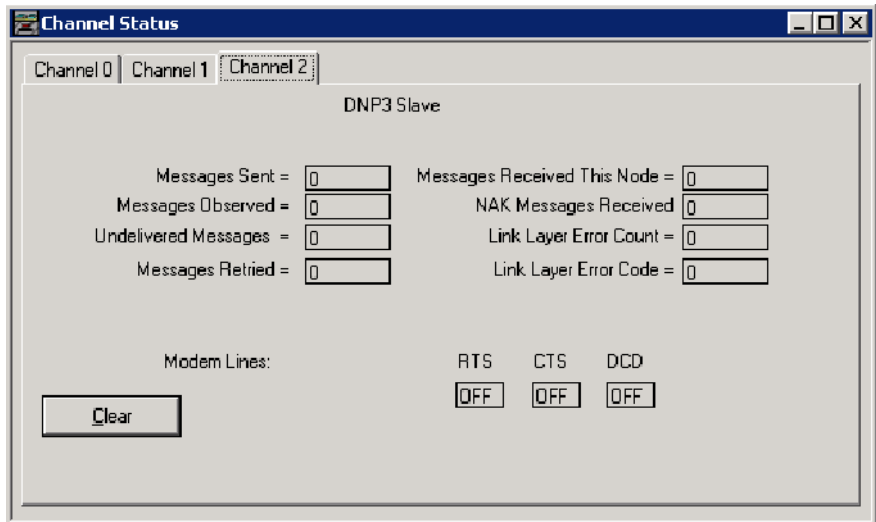 Channel Status
Channel 0 Channel 1 Channel 2
DNP3 Slave
Messages Sent = 0 Messages Received This Node = 0
Messages Observed = 0 NAK Messages Received 0
Undelivered Messages = 0 Link Layer Error Count = 0
Messages Retried = 0 Link Layer Error Code = 0
Modem Lines: RTS CTS DCD
OFF OFF OFF
Clear